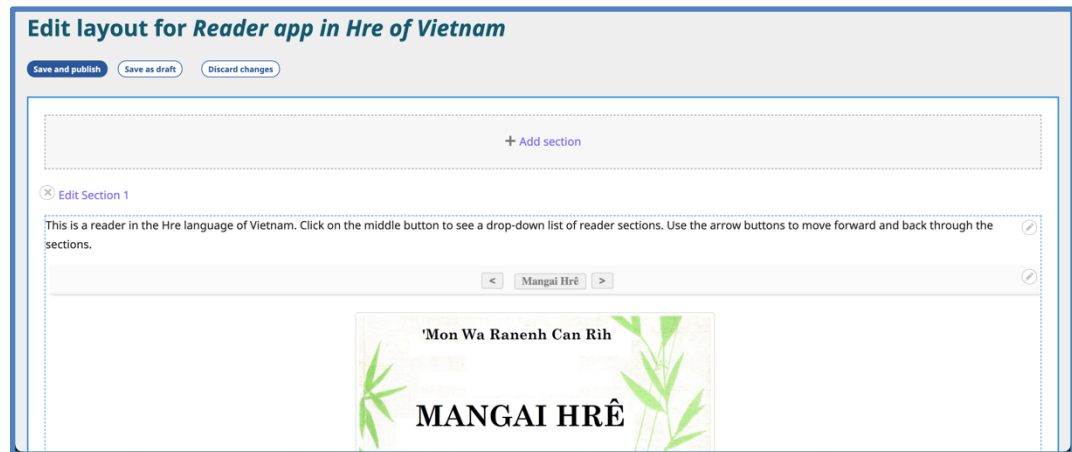 Edit layout for Reader app in Hre of Vietnam
Save and publish Save as draft Discard changes
+ Add section
Edit Section 1
This is a reader in the Hre language of Vietnam. Click on the middle button to see a drop-down list of reader sections. Use the arrow buttons to move forward and back through the
sections.
< Mangai Hrê >
'Mon Wa Ranenh Can Rìh
MANGAI HRÊ